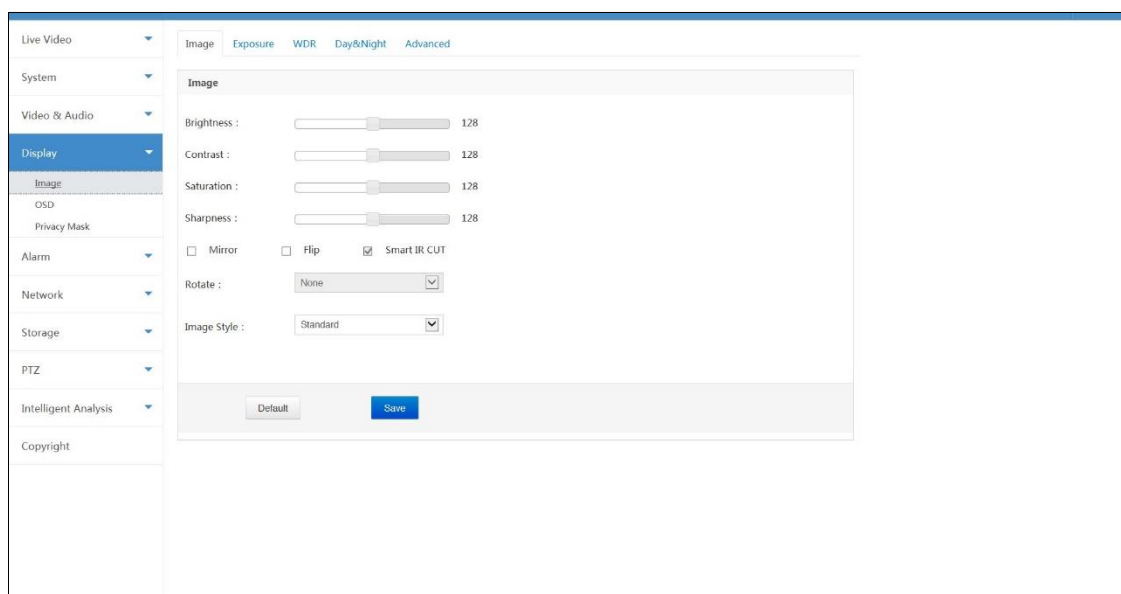 Live Video
System
Video & Audio
Display
Image
OSD
Privacy Mask
Alarm
Network
Storage
PTZ
Intelligent Analysis
Copyright
Image Exposure WDR Day&Night Advanced
Image
Brightness : 128
Contrast : 128
Saturation : 128
Sharpness : 128
Mirror Flip Smart IR CUT
Rotate : None
Image Style : Standard
Default Save